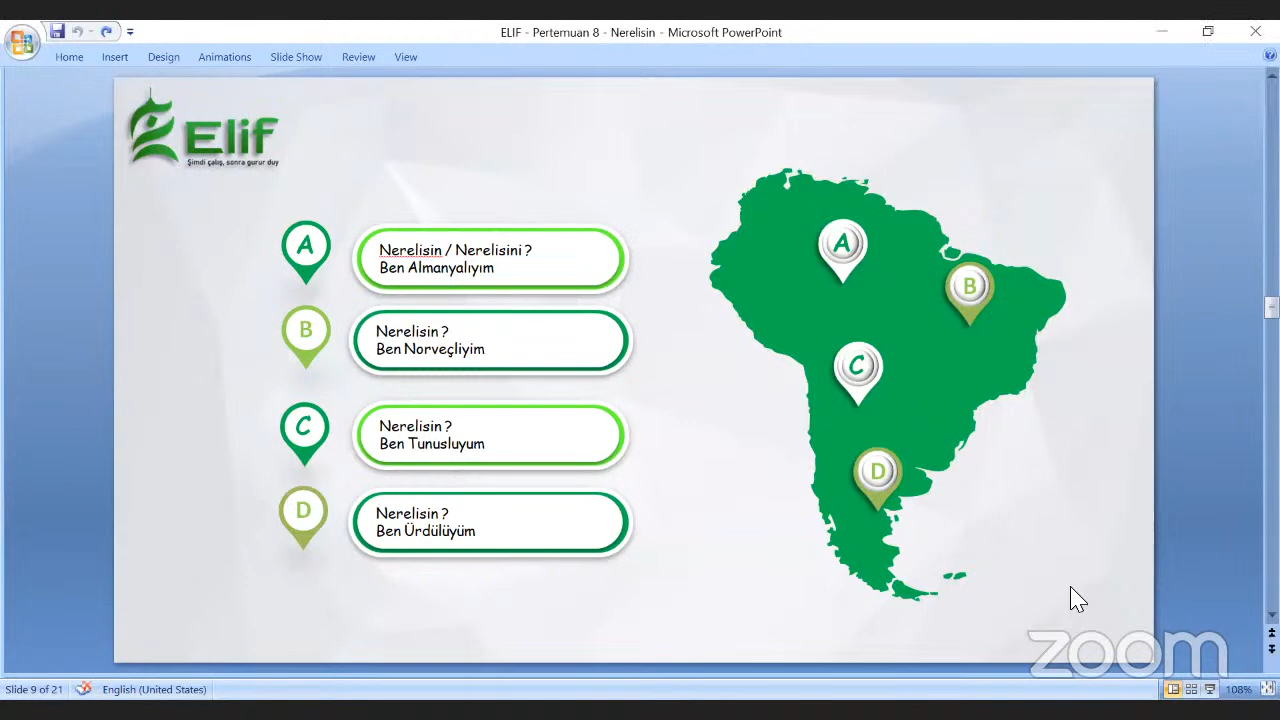 ELIF - Pertemuan 8 - Nerelisin - Microsoft PowerPoint
Home Insert Design Animations Slide Show Review View
Elif
Şimdi çalış, sonra gurur duy
A
Nerelisin / Nerelisini ?
Ben Almanyalıyım
B
Nerelisin ?
Ben Norveçliyim
C
Nerelisin ?
Ben Tunusluyum
D
Nerelisin ?
Ben Ürdülüyüm
A
B
C
D
zoom
Slide 9 of 21 English (United States) 108%